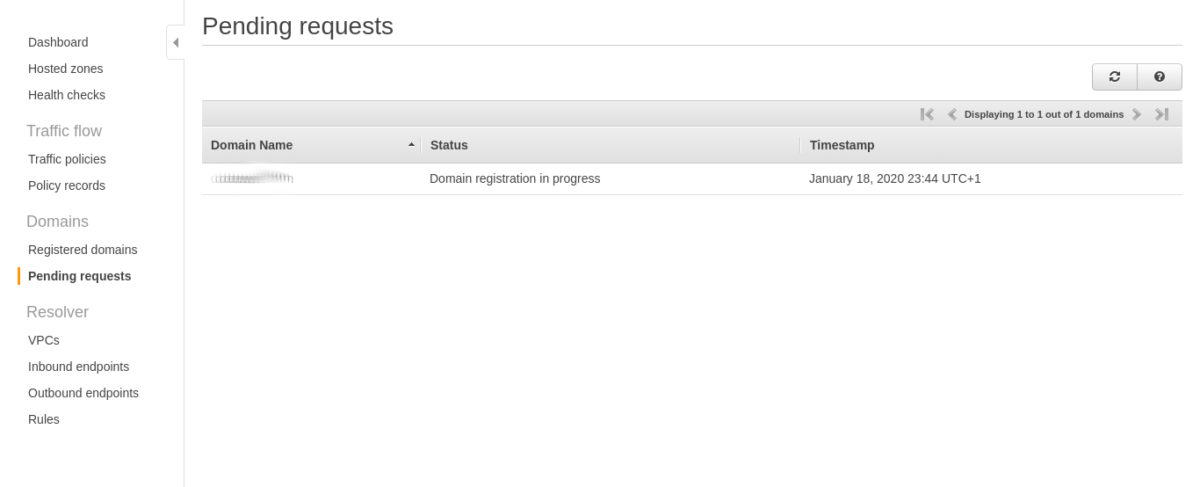 Pending requests
Dashboard
Hosted zones
Health checks
Traffic flow
Traffic policies
Policy records
Domains
Registered domains
Pending requests
Resolver
VPCs
Inbound endpoints
Outbound endpoints
Rules
Displaying 1 to 1 out of 1 domains
Domain Name Status Timestamp
Domain registration in progress January 18, 2020 23:44 UTC+1